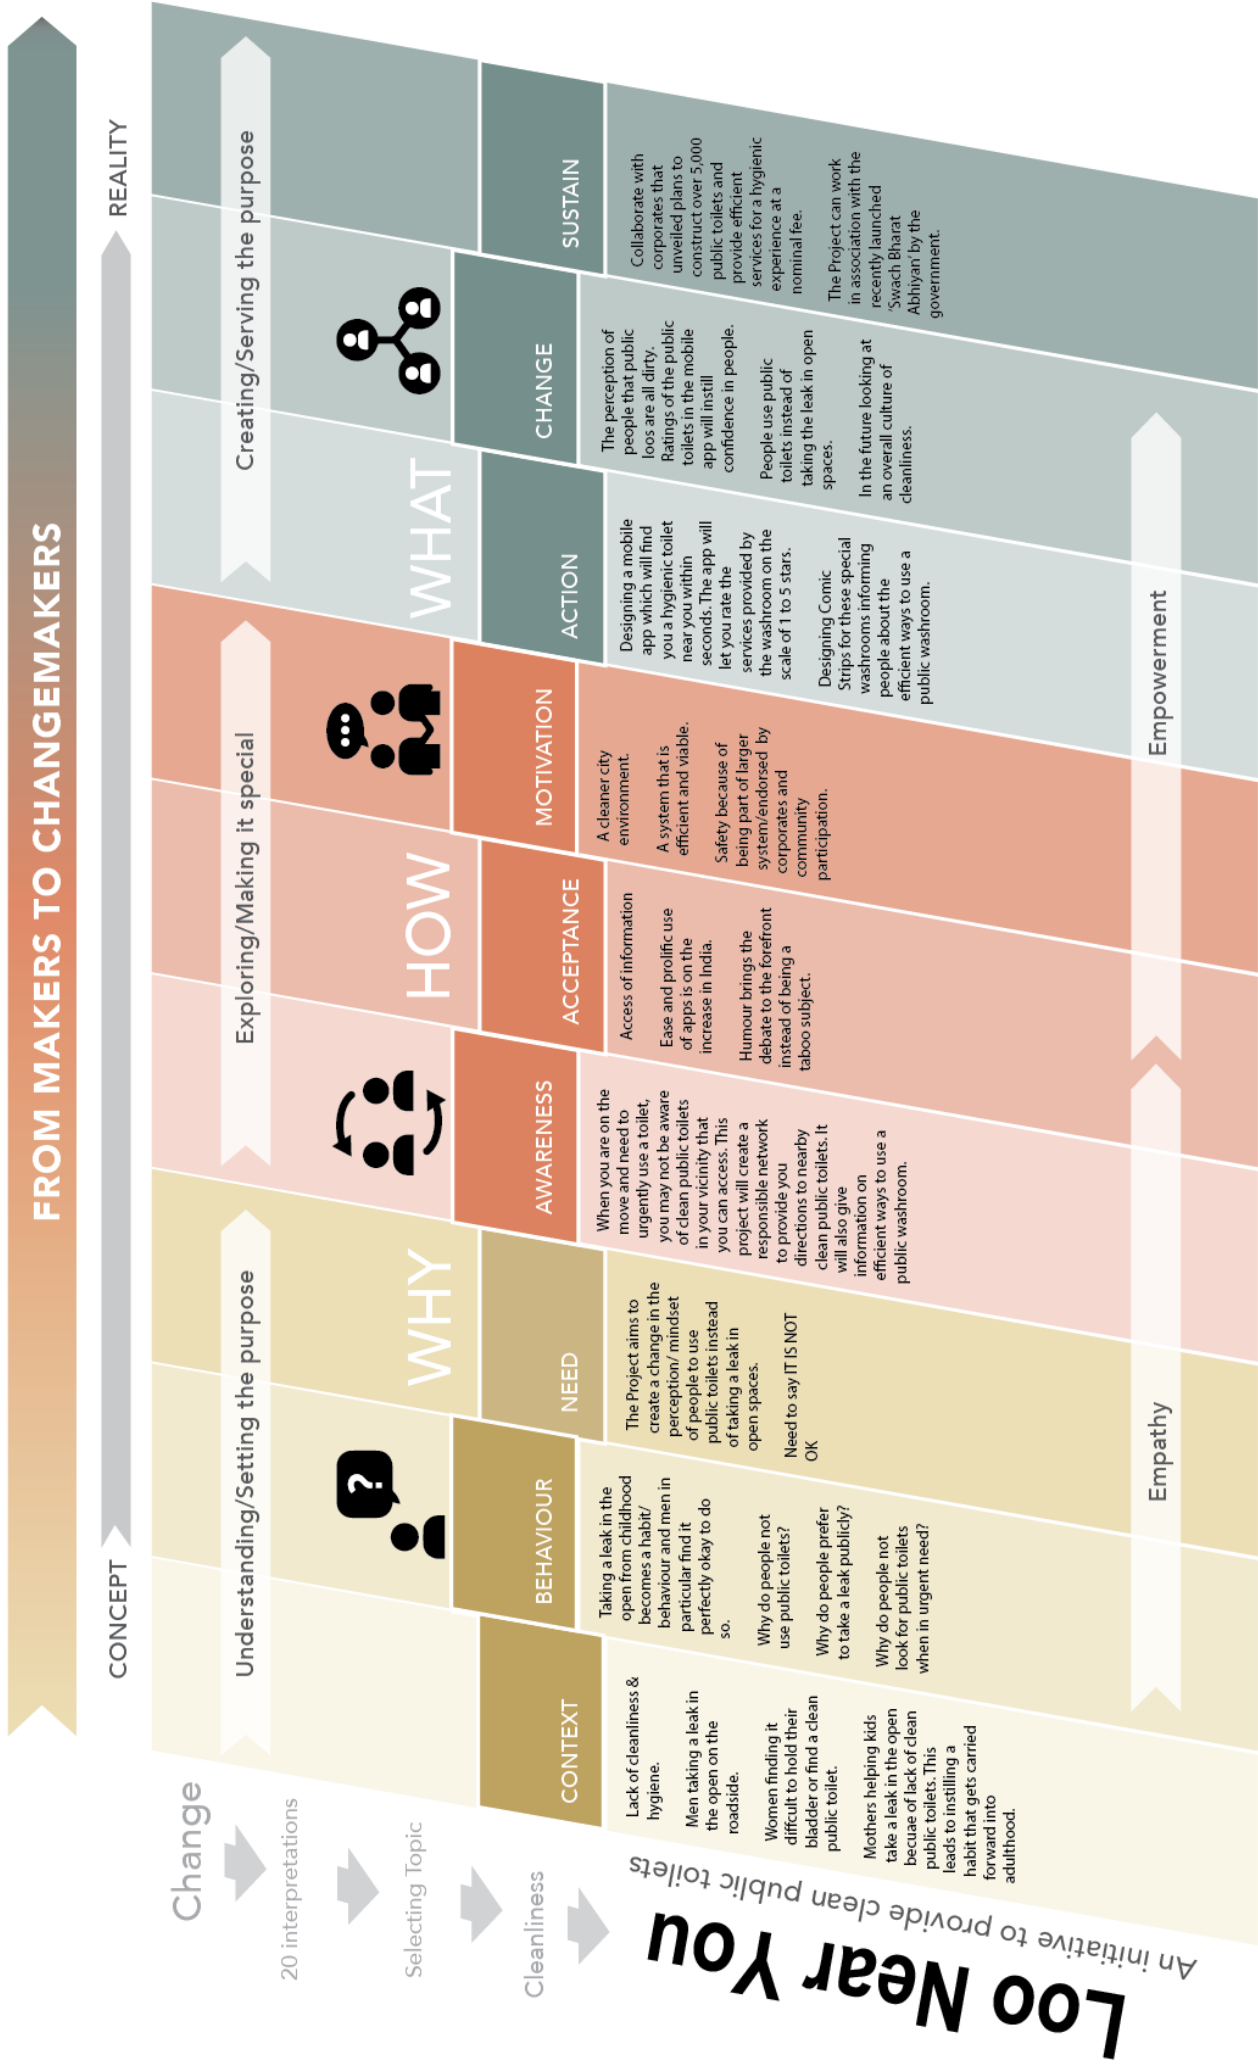 FROM MAKERS TO CHANGEMAKERS
CONCEPT
REALITY
Change
20 interpretations
Selecting Topic
Cleanliness
Loo Near You
An initiative to provide clean public toilets
Understanding/Setting the purpose
Exploring/Making it special
Creating/Serving the purpose
?
WHY
HOW
WHAT
CONTEXT
Lack of cleanliness &
hygiene.
Men taking a leak in
the open on the
roadside.
Women finding it
diffcult to hold their
bladder or find a clean
public toilet.
Mothers helping kids
take a leak in the open
becuae of lack of clean
public toilets. This
leads to instilling a
habit that gets carried
forward into
adulthood.
BEHAVIOUR
Taking a leak in the
open from childhood
becomes a habit/
behaviour and men in
particular find it
perfectly okay to do
so.
Why do people not
use public toilets?
Why do people prefer
to take a leak publicly?
Why do people not
look for public toilets
when in urgent need?
NEED
The Project aims to
create a change in the
perception/ mindset
of people to use
public toilets instead
of taking a leak in
open spaces.
Need to say IT IS NOT
OK
AWARENESS
When you are on the
move and need to
urgently use a toilet,
you may not be aware
of clean public toilets
in your vicinity that
you can access. This
project will create a
responsible network
to provide you
directions to nearby
clean public toilets. It
will also give
information on
efficient ways to use a
public washroom.
ACCEPTANCE
Access of information
Ease and prolific use
of apps is on the
increase in India.
Humour brings the
debate to the forefront
instead of being a
taboo subject.
MOTIVATION
A cleaner city
environment.
A system that is
efficient and viable.
Safety because of
being part of larger
system/endorsed by
corporates and
community
participation.
ACTION
Designing a mobile
app which will find
you a hygienic toilet
near you within
seconds. The app will
let you rate the
services provided by
the washroom on the
scale of 1 to 5 stars.
Designing Comic
Strips for these special
washrooms informing
people about the
efficient ways to use a
public washroom.
CHANGE
The perception of
people that public
loos are all dirty.
Ratings of the public
toilets in the mobile
app will instill
confidence in people.
People use public
toilets instead of
taking the leak in open
spaces.
In the future looking at
an overall culture of
cleanliness.
SUSTAIN
Collaborate with
corporates that
unveiled plans to
construct over 5,000
public toilets and
provide efficient
services for a hygienic
experience at a
nominal fee.
The Project can work
in association with the
recently launched
‘Swach Bharat
Abhiyan’ by the
government.
Empathy
Empowerment